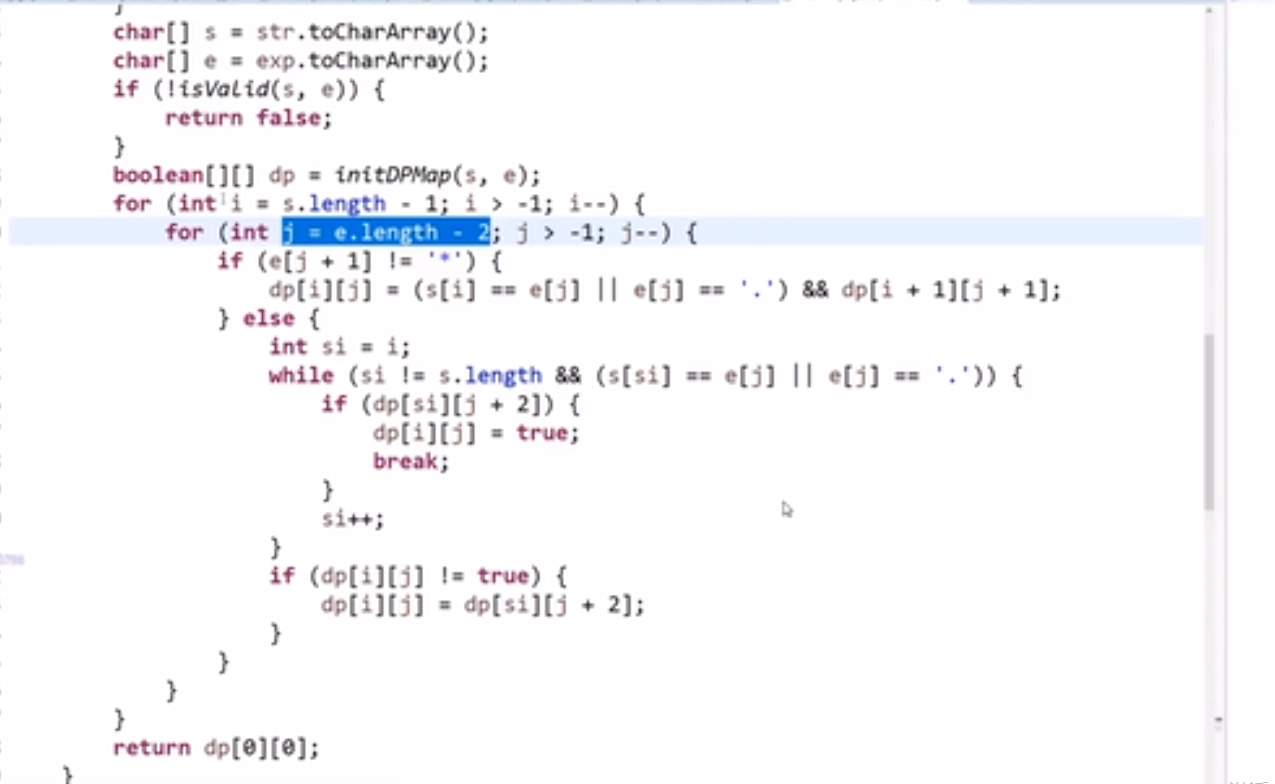 }
char[] s = str.toCharArray();
char[] e = exp.toCharArray();
if (!isValid(s, e)) {
return false;
}
boolean[][] dp = initDPMap(s, e);
for (int i = s.length - 1; i > -1; i--) {
for (int j = e.length - 2; j > -1; j--) {
if (e[j + 1] != '*') {
dp[i][j] = (s[i] == e[j] || e[j] == '.') && dp[i + 1][j + 1];
} else {
int si = i;
while (si != s.length && (s[si] == e[j] || e[j] == '.')) {
if (dp[si][j + 2]) {
dp[i][j] = true;
break;
}
si++;
}
if (dp[i][j] != true) {
dp[i][j] = dp[si][j + 2];
}
}
}
}
return dp[0][0];
}